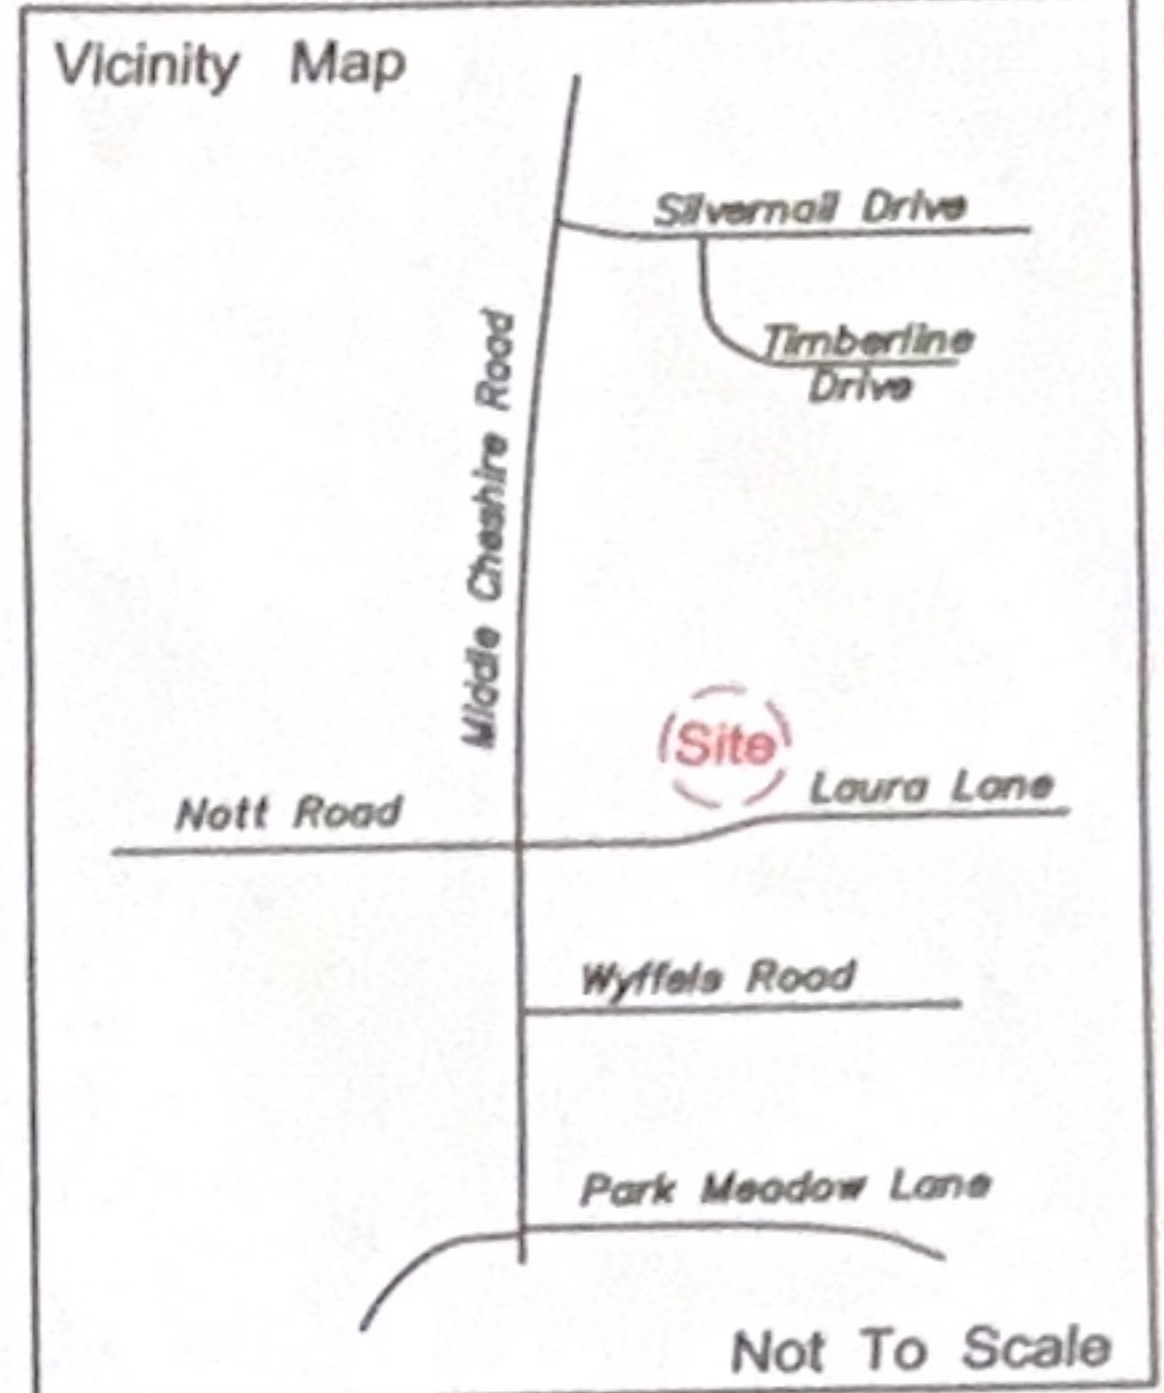 Vicinity Map
Silvernail Drive
Timberline
Drive
Middle Cheshire Road
Site
Laura Lane
Nott Road
Wyffels Road
Park Meadow Lane
Not To Scale